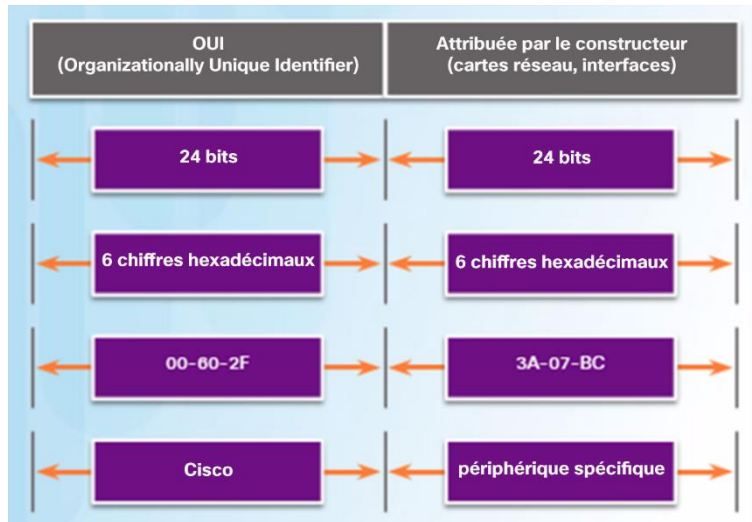 OUI
(Organizationally Unique Identifier)
Attribuée par le constructeur
(cartes réseau, interfaces)
24 bits
24 bits
6 chiffres hexadécimaux
6 chiffres hexadécimaux
00-60-2F
3A-07-BC
Cisco
périphérique spécifique